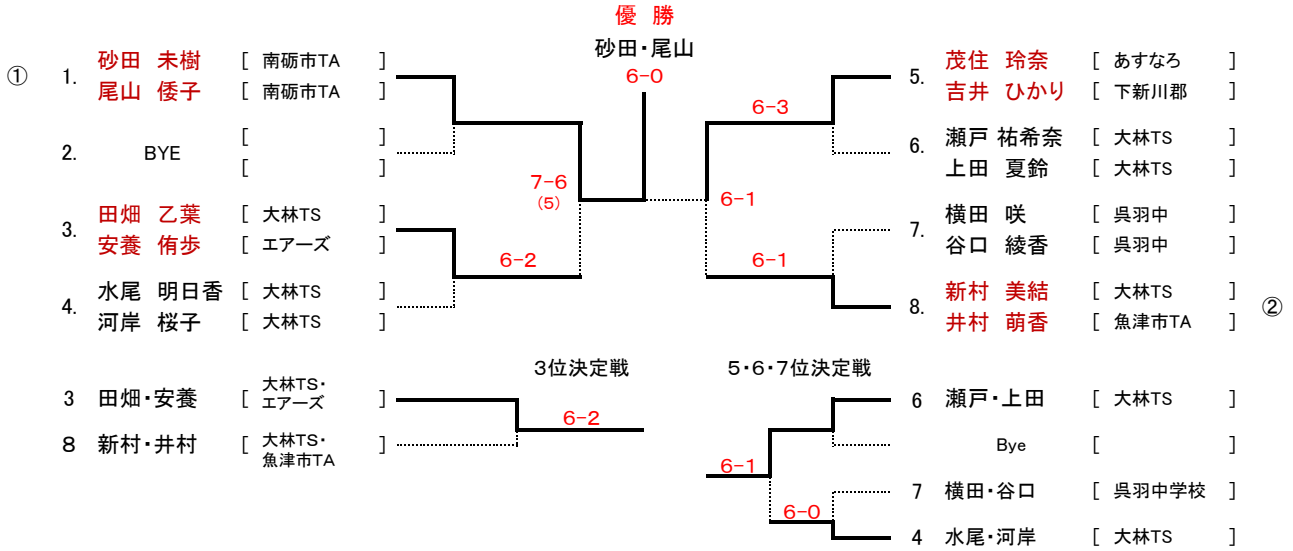 優 勝
砂田・尾山
6-0
① 1. 砂田 未樹 [ 南砺市TA ]
尾山 倭子 [ 南砺市TA ]
2. BYE [ ]
[ ]
3. 田畑 乙葉 [ 大林TS ]
安養 侑歩 [ エアーズ ]
4. 水尾 明日香 [ 大林TS ]
河岸 桜子 [ 大林TS ]
7-6
(5)
6-2
5. 茂住 玲奈 [ あすなろ ]
吉井 ひかり [ 下新川郡 ]
6. 瀬戸 祐希奈 [ 大林TS ]
上田 夏鈴 [ 大林TS ]
7. 横田 咲 [ 呉羽中 ]
谷口 綾香 [ 呉羽中 ]
8. 新村 美結 [ 大林TS ] ②
井村 萌香 [ 魚津市TA ]
6-3
6-1
6-1
3位決定戦
3 田畑・安養 [ 大林TS・
エアーズ ]
8 新村・井村 [ 大林TS・
魚津市TA ]
6-2
5・6・7位決定戦
6 瀬戸・上田 [ 大林TS ]
Bye [ ]
7 横田・谷口 [ 呉羽中学校 ]
4 水尾・河岸 [ 大林TS ]
6-1
6-0